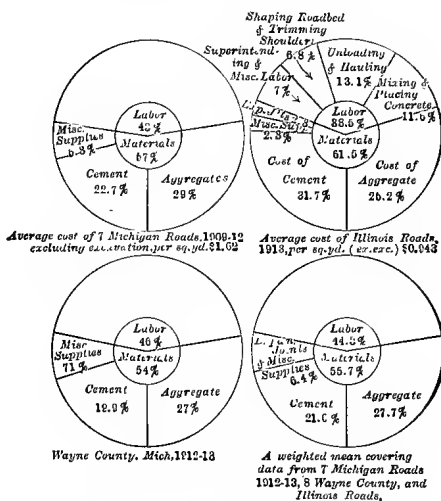 Labor
43%
Materials
57%
Misc.
Supplies
5.3%
Cement
22.7%
Aggregates
29%
Average cost of 7 Michigan Roads, 1909-12
excluding excavation, per sq. yd. $1.62
Shaping Roadbed
& Trimming
Shoulders
6.8%
Superintend-
ing &
Misc. Labor
7%
Unloading
& Hauling
13.1%
Mixing &
Placing
Concrete
11.6%
Labor
38.5%
Materials
61.5%
Misc. Supp.
2.3%
Cost of
Cement
31.7%
Cost of
Aggregate
25.2%
Average cost of Illinois Roads,
1913, per sq. yd. (ex. exc.) $0.943
Labor
46%
Materials
54%
Misc
Supplies
71%
Cement
19.9%
Aggregate
27%
Wayne County, Mich, 1912-13
Labor
44.3%
Materials
55.7%
Joints
& Misc.
Supplies
6.4%
Cement
21.6%
Aggregate
27.7%
A weighted mean covering
data from 7 Michigan Roads
1912-13, 8 Wayne County, and
Illinois Roads.